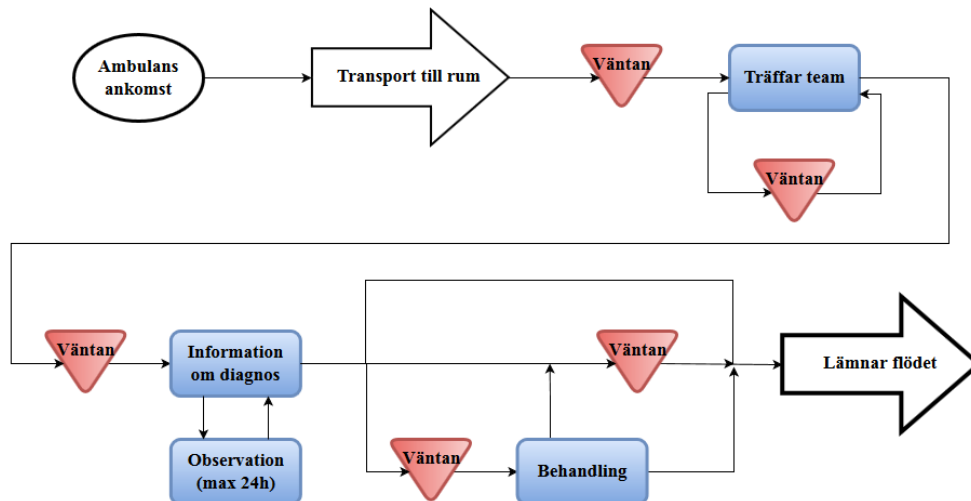 Ambulans
ankomst
Transport till rum
Väntan
Träffar team
Väntan
Väntan
Information
om diagnos
Väntan
Lämnar flödet
Observation
(max 24h)
Väntan
Behandling